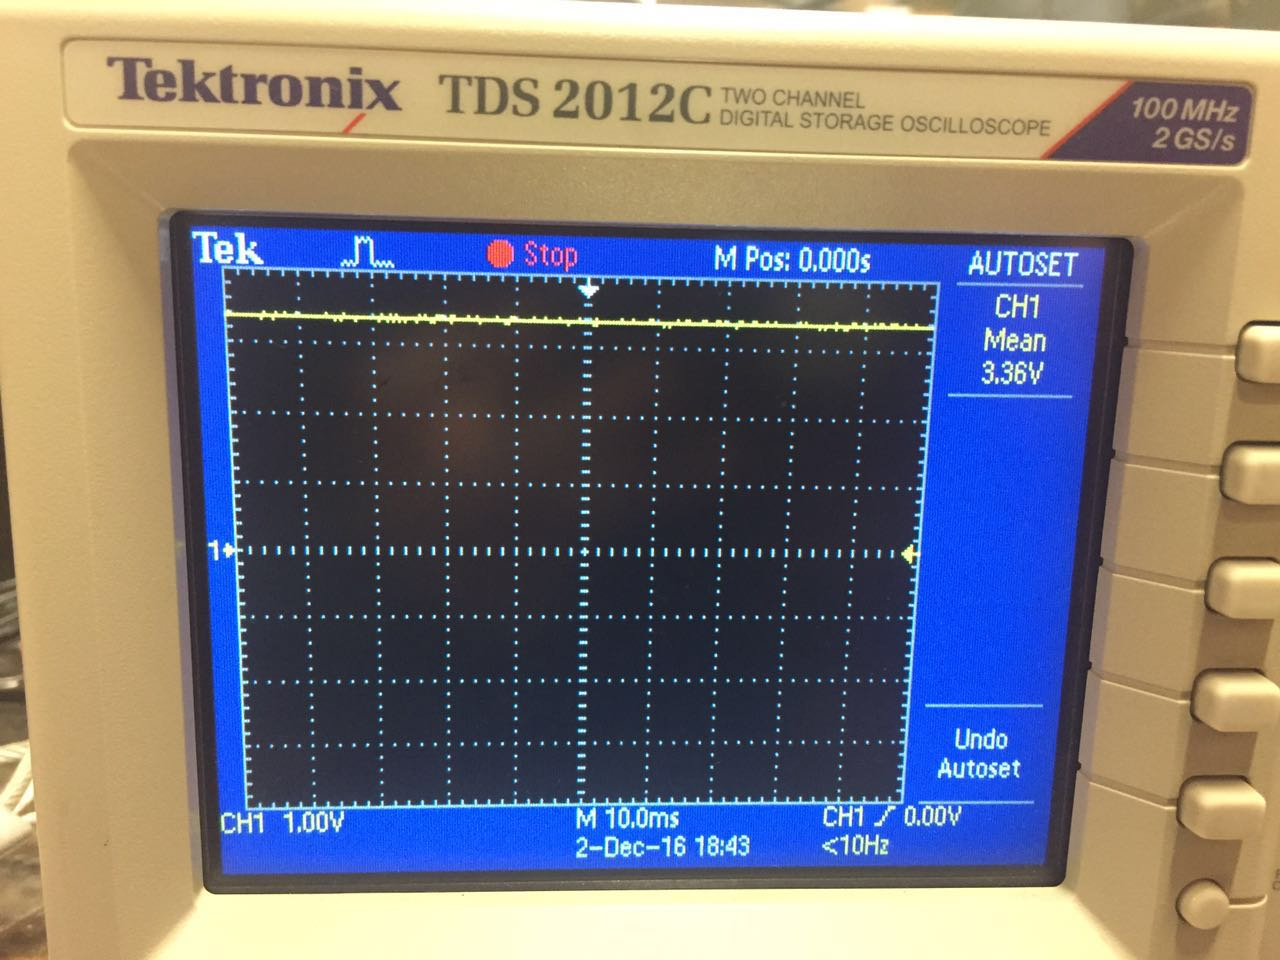 Tektronix TDS 2012C TWO CHANNEL
DIGITAL STORAGE OSCILLOSCOPE
100 MHz
2 GS/s
Tek Stop M Pos: 0.000s AUTOSET
CH1
Mean
3.36V
1
Undo
Autoset
CH1 1.00V M 10.0ms CH1 0.00V
2-Dec-16 18:43 <10Hz